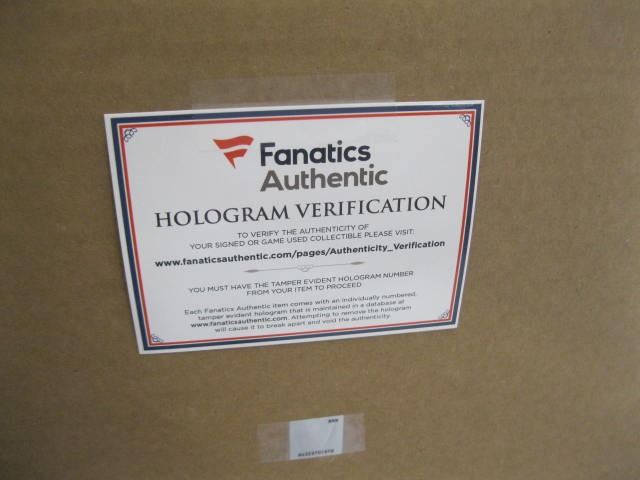 Fanatics
Authentic
HOLOGRAM VERIFICATION
TO VERIFY THE AUTHENTICITY OF
YOUR SIGNED OR GAME USED COLLECTIBLE PLEASE VISIT:
www.fanaticsauthentic.com/pages/Authenticity_Verification
YOU MUST HAVE THE TAMPER EVIDENT HOLOGRAM NUMBER
FROM YOUR ITEM TO PROCEED
Each Fanatics Authentic item comes with an individually numbered,
tamper evident hologram that is maintained in a database at
www.fanaticsauthentic.com. Attempting to remove the hologram
will cause it to break apart and void the authenticity.